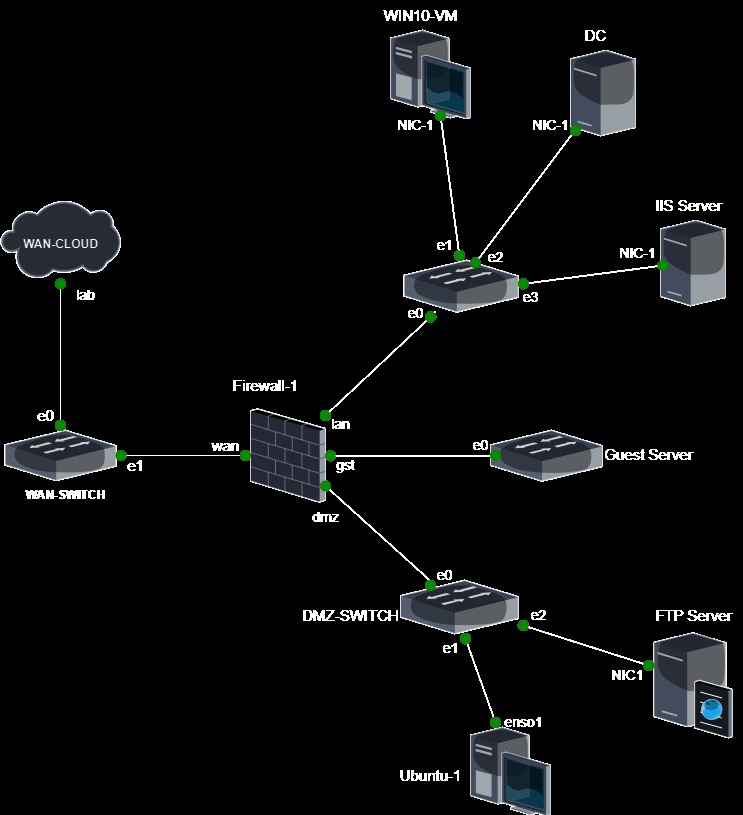 WIN10-VM
DC
NIC-1
NIC-1
IIS Server
NIC-1
WAN-CLOUD
e1
e2
lab
e3
e0
Firewall-1
e0
lan
wan
e0
e1
gst
Guest Server
WAN-SWITCH
dmz
e0
DMZ-SWITCH
e2
FTP Server
e1
NIC1
enso1
Ubuntu-1